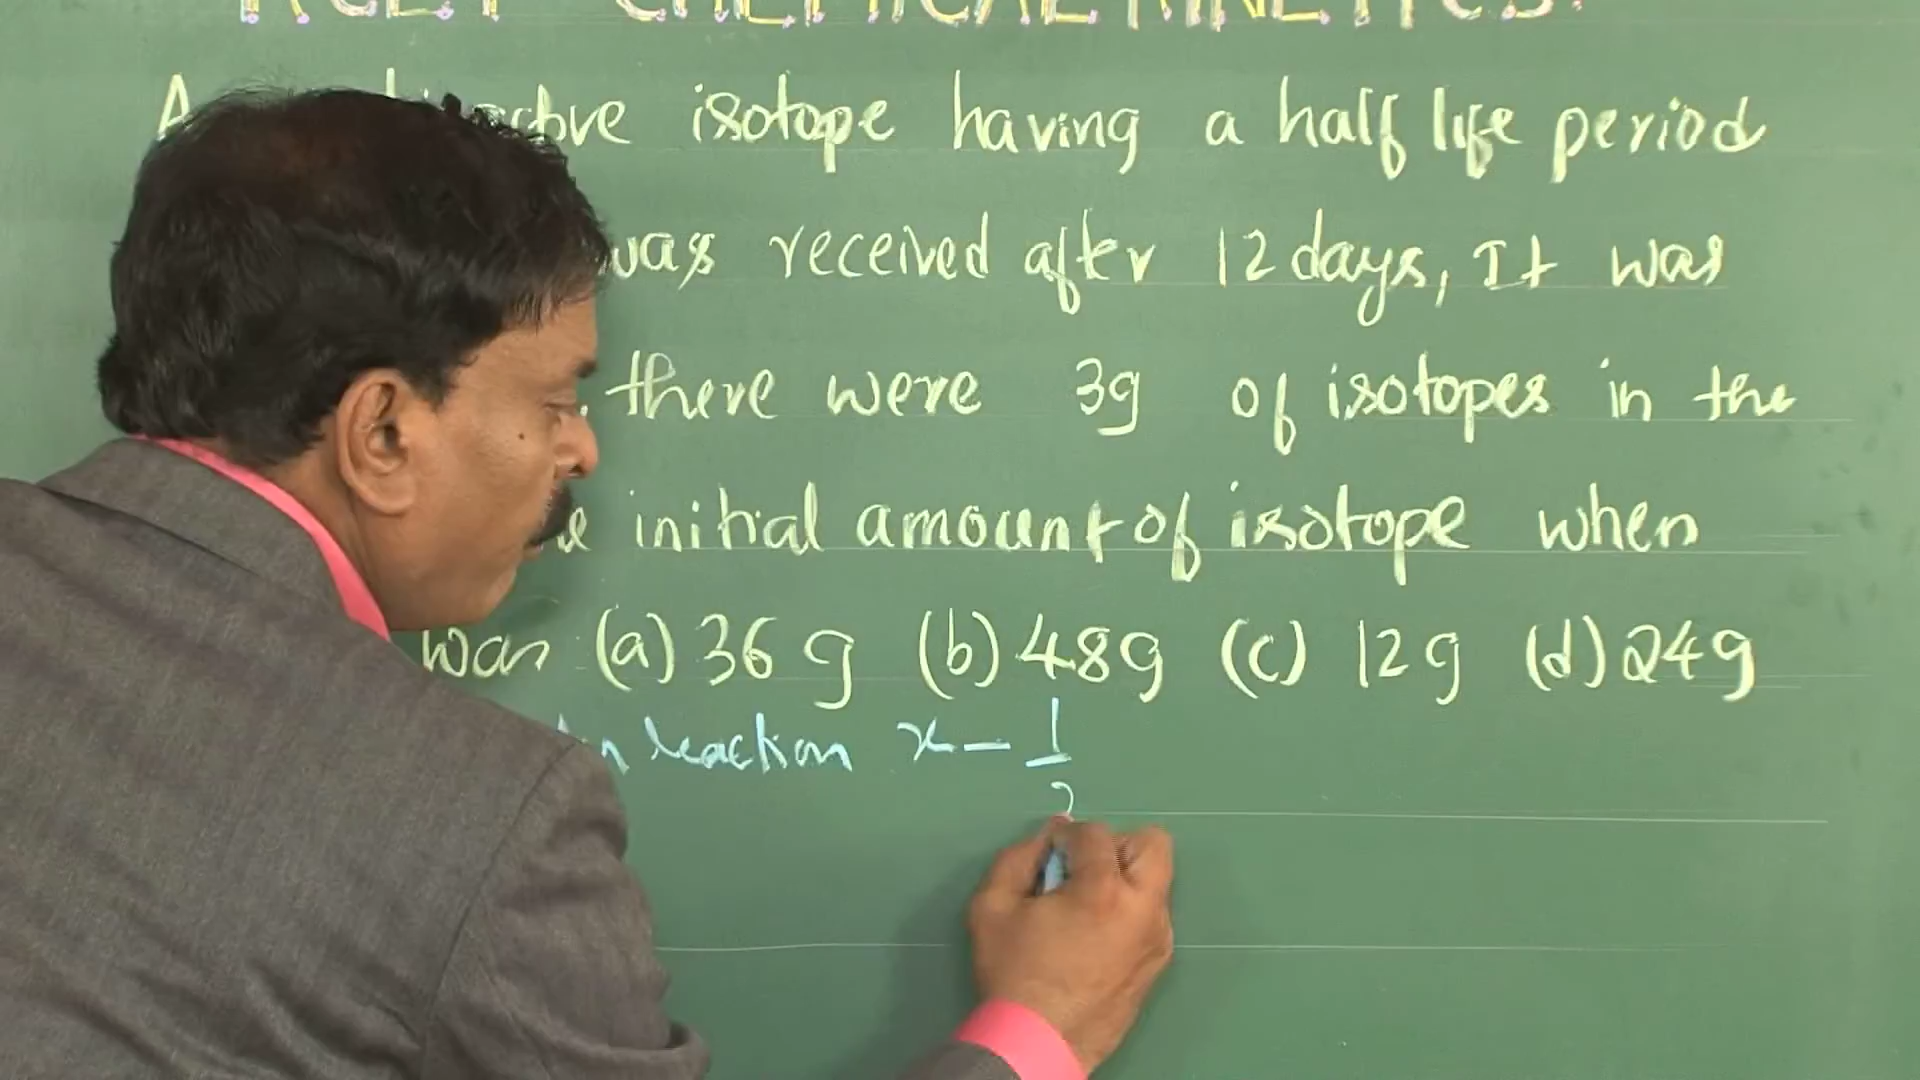 CHEMICAL KINETICS.
A isotope having a half life period
was received after 12 days, It was
there were 3g of isotopes in the
initial amount of isotope when
was (a) 36 g (b) 48g (c) 12g (d) 24g
reaction x - 1
2